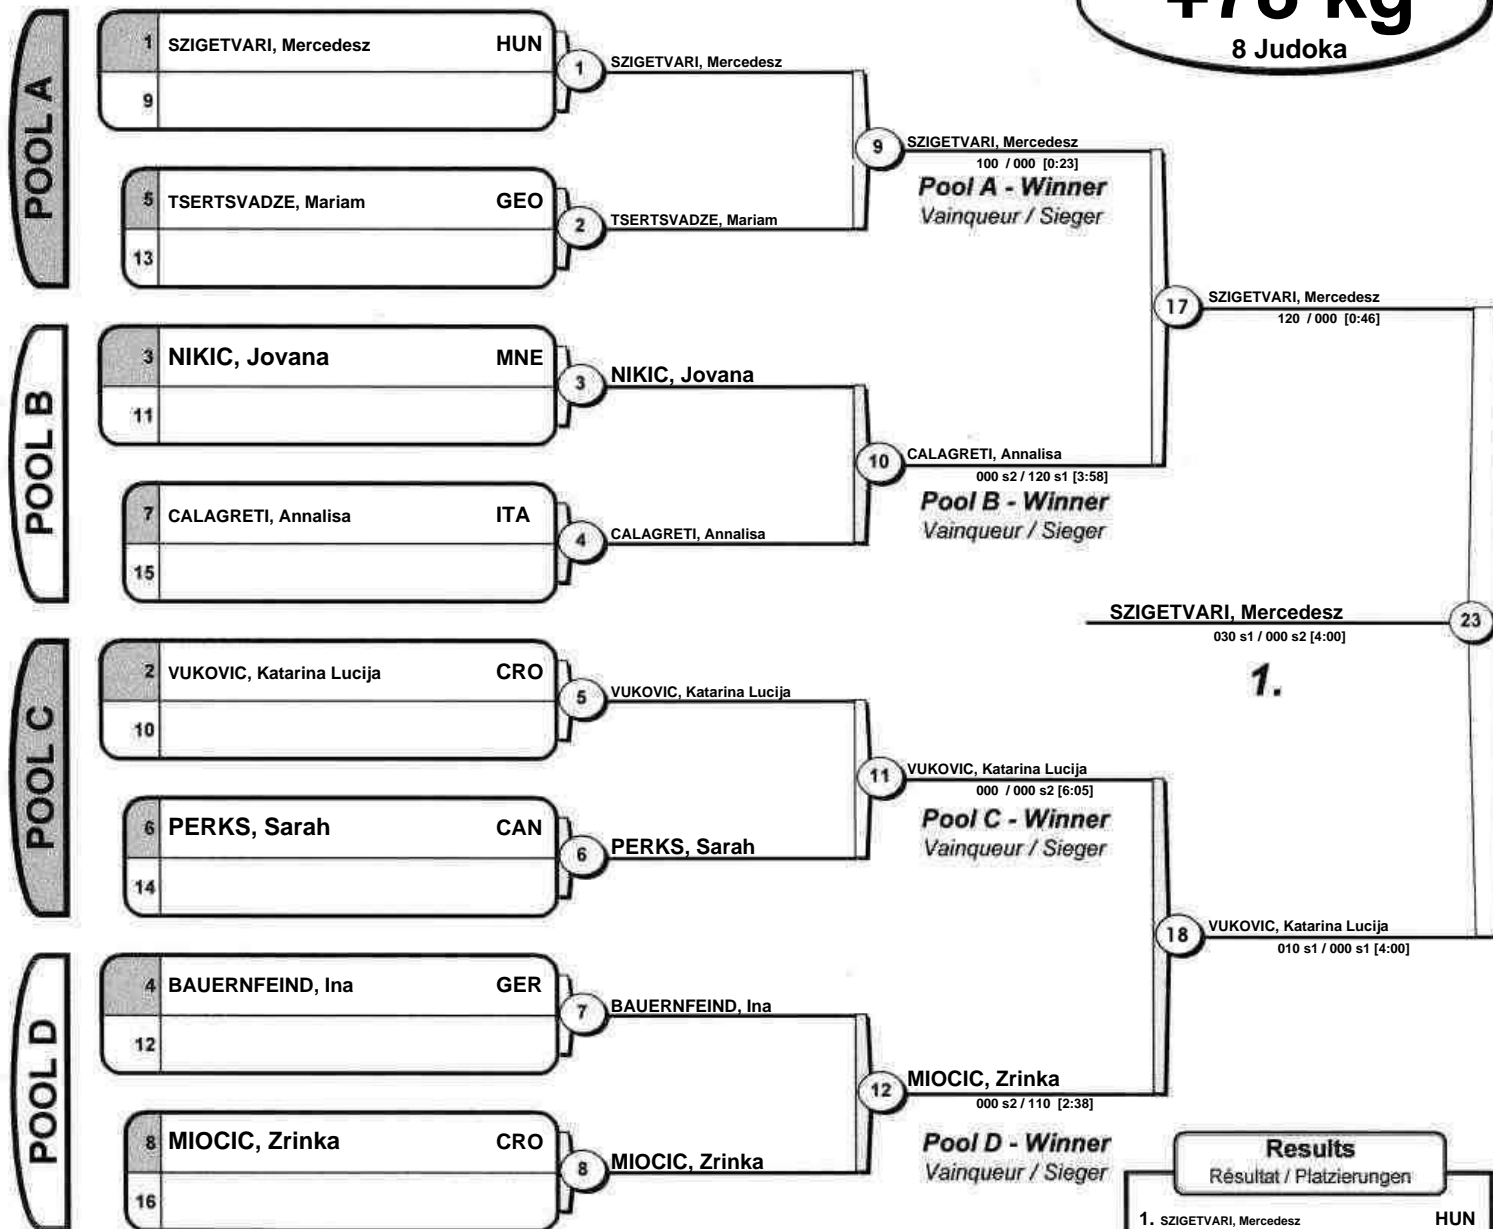 +78 kg
8 Judoka
POOL A
1 SZIGETVARI, Mercedesz HUN
9
5 TSERTSVADZE, Mariam GEO
13
1 SZIGETVARI, Mercedesz
2 TSERTSVADZE, Mariam
9 SZIGETVARI, Mercedesz
100 / 000 [0:23]
Pool A - Winner
Vainqueur / Sieger
POOL B
3 NIKIC, Jovana MNE
11
7 CALAGRETI, Annalisa ITA
15
3 NIKIC, Jovana
4 CALAGRETI, Annalisa
10 CALAGRETI, Annalisa
000 s2 / 120 s1 [3:58]
Pool B - Winner
Vainqueur / Sieger
17 SZIGETVARI, Mercedesz
120 / 000 [0:46]
SZIGETVARI, Mercedesz 23
030 s1 / 000 s2 [4:00]
1.
POOL C
2 VUKOVIC, Katarina Lucija CRO
10
6 PERKS, Sarah CAN
14
5 VUKOVIC, Katarina Lucija
6 PERKS, Sarah
11 VUKOVIC, Katarina Lucija
000 / 000 s2 [6:05]
Pool C - Winner
Vainqueur / Sieger
18 VUKOVIC, Katarina Lucija
010 s1 / 000 s1 [4:00]
POOL D
4 BAUERNFEIND, Ina GER
12
8 MIOCIC, Zrinka CRO
16
7 BAUERNFEIND, Ina
8 MIOCIC, Zrinka
12 MIOCIC, Zrinka
000 s2 / 110 [2:38]
Pool D - Winner
Vainqueur / Sieger
Results
Résultat / Platzierungen
1. SZIGETVARI, Mercedesz HUN